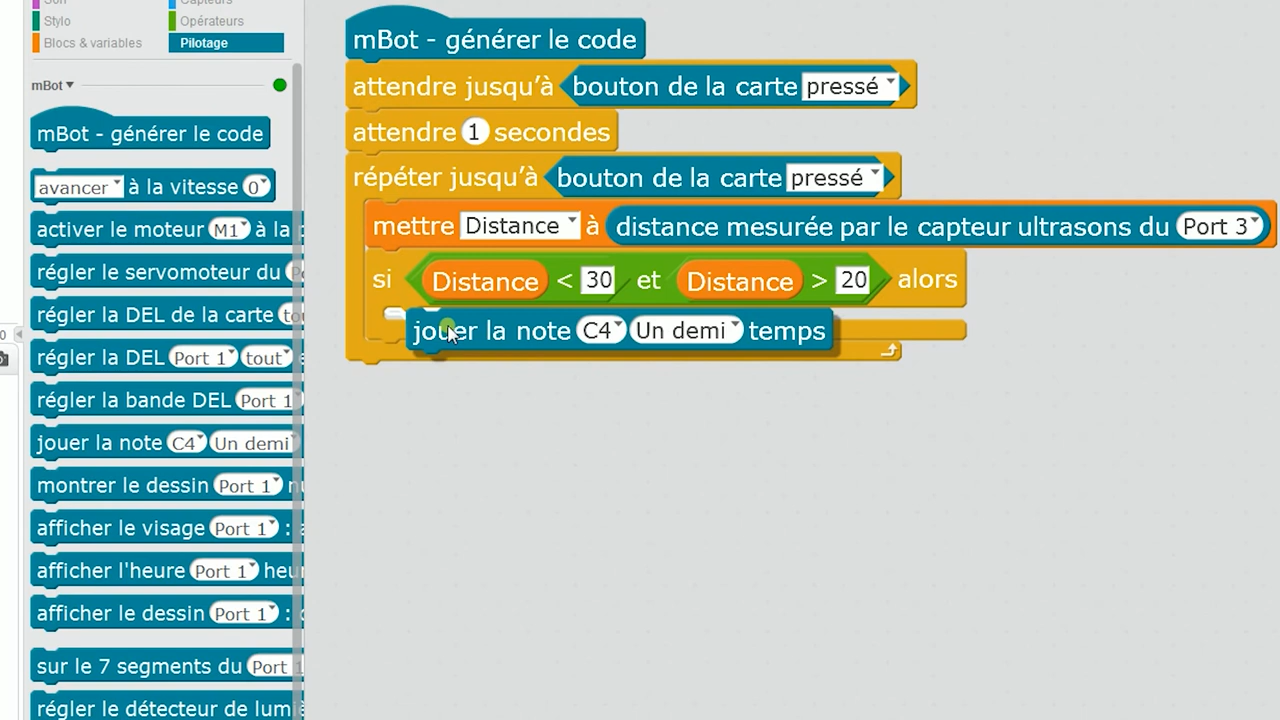 Stylo
Opérateurs
Blocs & variables
Pilotage
mBot
mBot - générer le code
avancer à la vitesse 0
activer le moteur M1 à la
régler le servomoteur du
régler la DEL de la carte
régler la DEL Port 1 tout
régler la bande DEL Port 1
jouer la note C4 Un demi
montrer le dessin Port 1
afficher le visage Port 1 :
afficher l'heure Port 1
afficher le dessin Port 1 :
sur le 7 segments du Port
régler le détecteur de
mBot - générer le code
attendre jusqu'à bouton de la carte pressé
attendre 1 secondes
répéter jusqu'à bouton de la carte pressé
mettre Distance à distance mesurée par le capteur ultrasons du Port 3
si Distance < 30 et Distance > 20 alors
jouer la note C4 Un demi temps